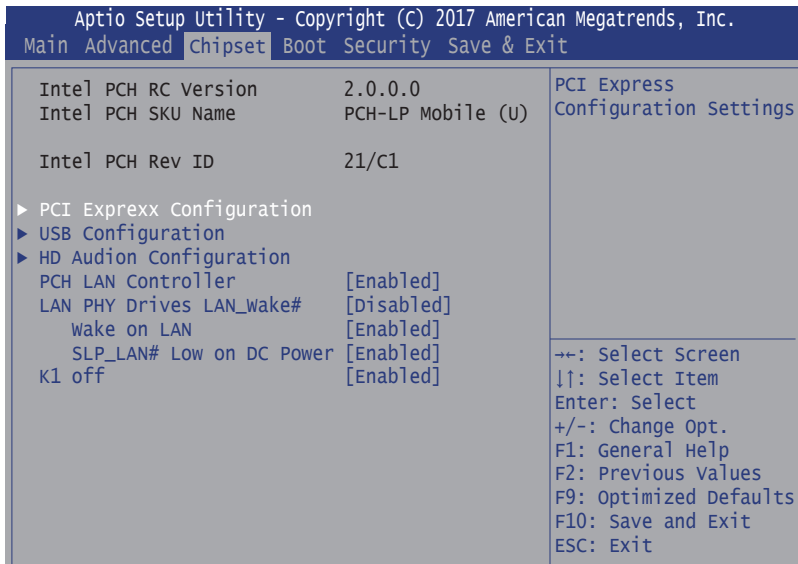 Aptio Setup Utility - Copyright (C) 2017 American Megatrends, Inc.
Main Advanced Chipset Boot Security Save & Exit
Intel PCH RC Version 2.0.0.0
Intel PCH SKU Name PCH-LP Mobile (U)
Intel PCH Rev ID 21/C1
▶ PCI Exprexx Configuration
▶ USB Configuration
▶ HD Audion Configuration
PCH LAN Controller [Enabled]
LAN PHY Drives LAN_Wake# [Disabled]
Wake on LAN [Enabled]
SLP_LAN# Low on DC Power [Enabled]
K1 off [Enabled]
PCI Express
Configuration Settings
→←: Select Screen
↓↑: Select Item
Enter: Select
+/-: Change Opt.
F1: General Help
F2: Previous Values
F9: Optimized Defaults
F10: Save and Exit
ESC: Exit